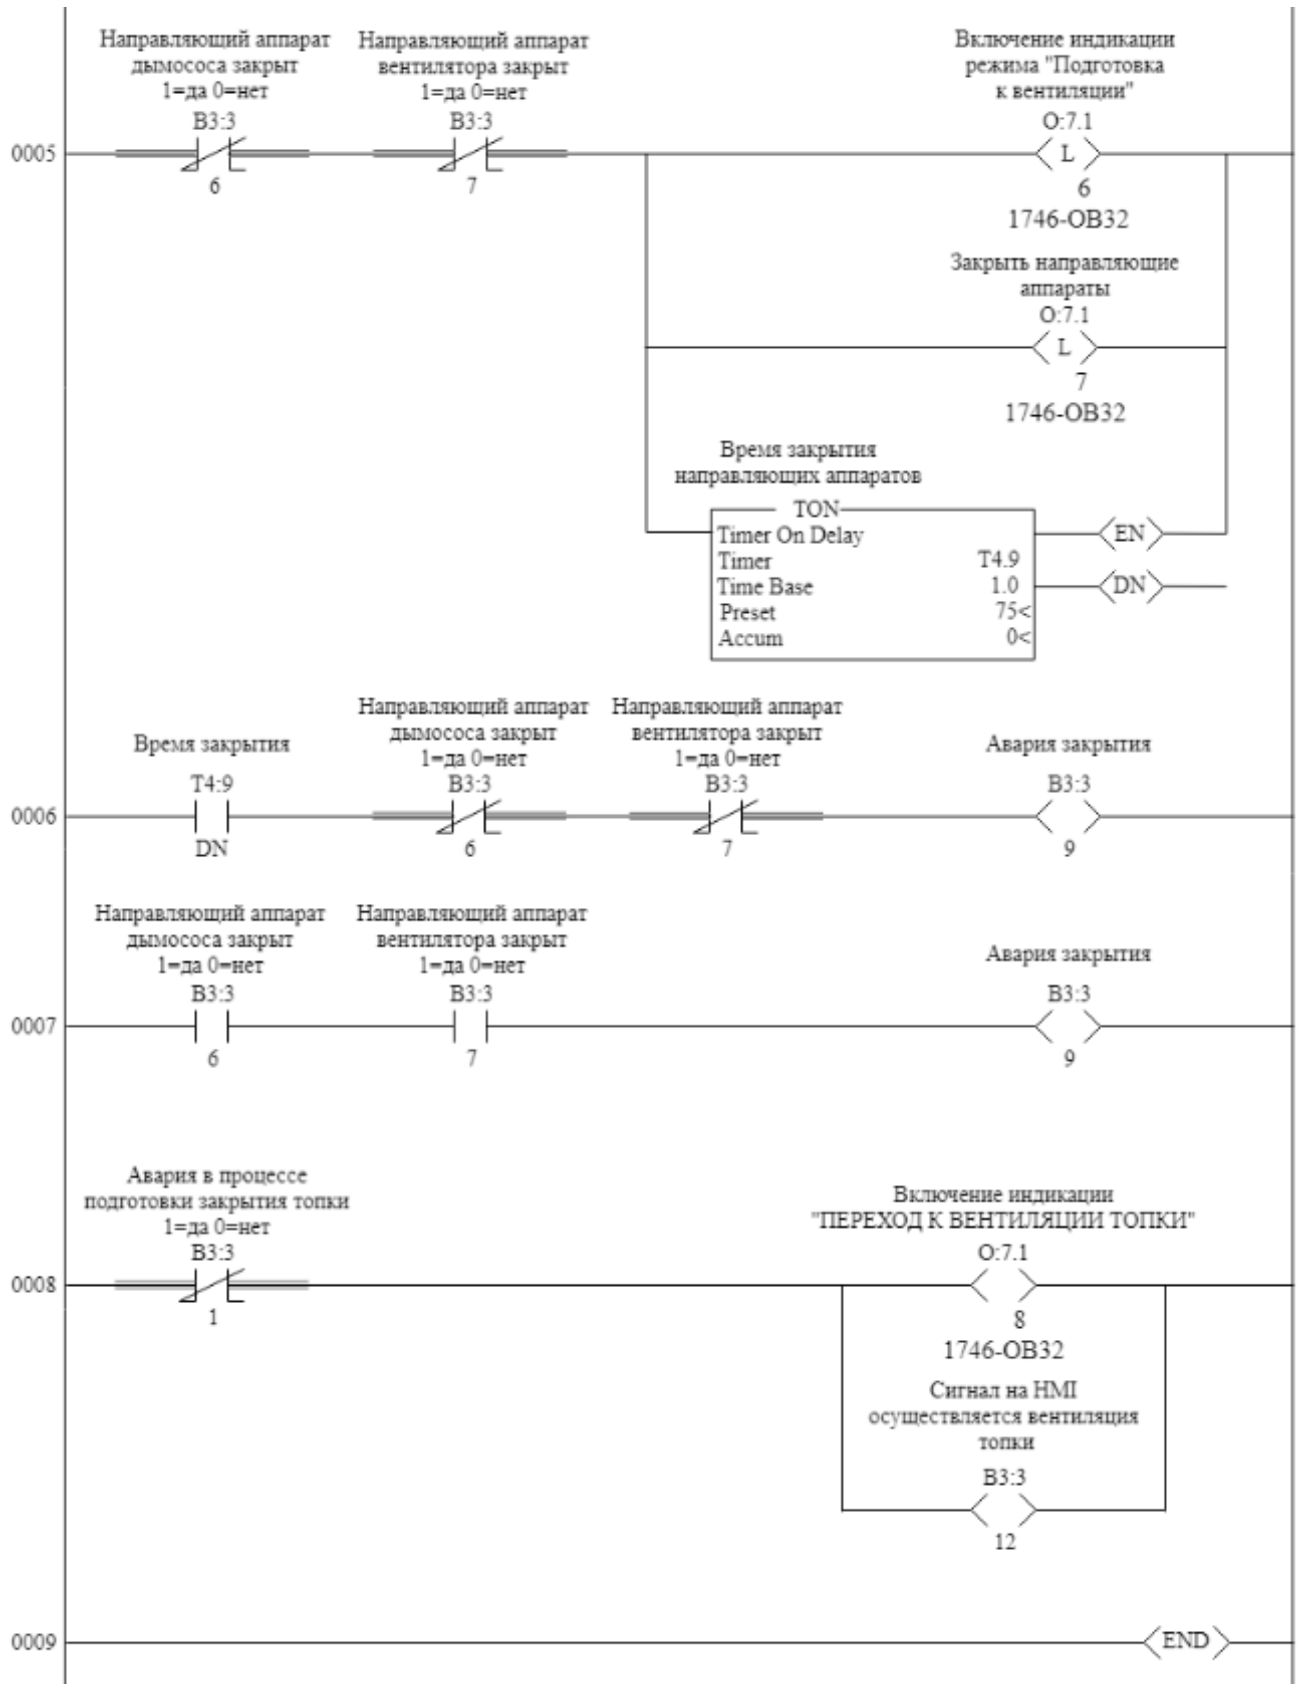 Направляющий аппарат
дымососа закрыт
1=да 0=нет
B3:3
6
Направляющий аппарат
вентилятора закрыт
1=да 0=нет
B3:3
7
Включение индикации
режима "Подготовка
к вентиляции"
O:7.1
L
6
1746-OB32
0005
Закрыть направляющие
аппараты
O:7.1
L
7
1746-OB32
Время закрытия
направляющих аппаратов
TON
Timer On Delay
Timer T4.9
Time Base 1.0
Preset 75<
Accum 0<
EN
DN
0006
Время закрытия
T4:9
DN
Направляющий аппарат
дымососа закрыт
1=да 0=нет
B3:3
6
Направляющий аппарат
вентилятора закрыт
1=да 0=нет
B3:3
7
Авария закрытия
B3:3
9
0007
Направляющий аппарат
дымососа закрыт
1=да 0=нет
B3:3
6
Направляющий аппарат
вентилятора закрыт
1=да 0=нет
B3:3
7
Авария закрытия
B3:3
9
0008
Авария в процессе
подготовки закрытия топки
1=да 0=нет
B3:3
1
Включение индикации
"ПЕРЕХОД К ВЕНТИЛЯЦИИ ТОПКИ"
O:7.1
8
1746-OB32
Сигнал на HMI
осуществляется вентиляция
топки
B3:3
12
0009
END